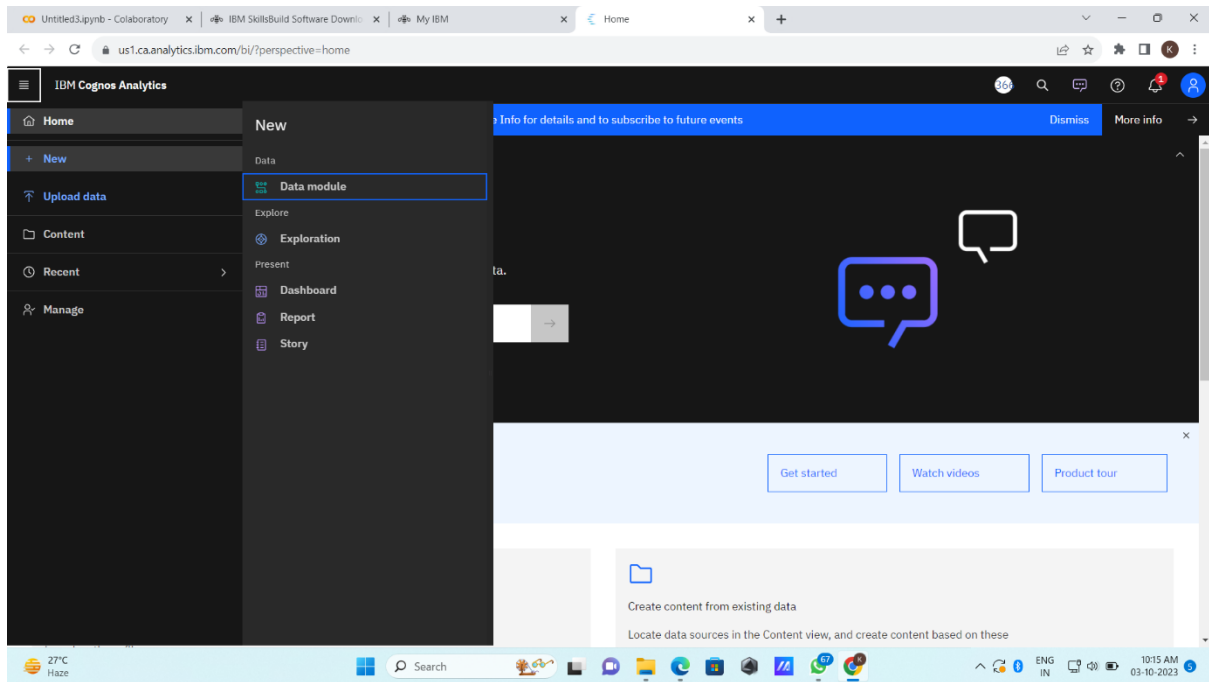 Untitled3.ipynb - Colaboratory
IBM SkillsBuild Software Downlo
My IBM
Home
us1.ca.analytics.ibm.com/bi/?perspective=home
K
IBM Cognos Analytics
366
1
Home
New
Info for details and to subscribe to future events
Dismiss
More info
+ New
Data
Upload data
Data module
Content
Explore
Exploration
Recent
Present
ta.
Dashboard
Manage
Report
Story
Get started
Watch videos
Product tour
Create content from existing data
Locate data sources in the Content view, and create content based on these
27°C
Haze
Search
67
K
ENG
IN
10:15 AM
03-10-2023
5